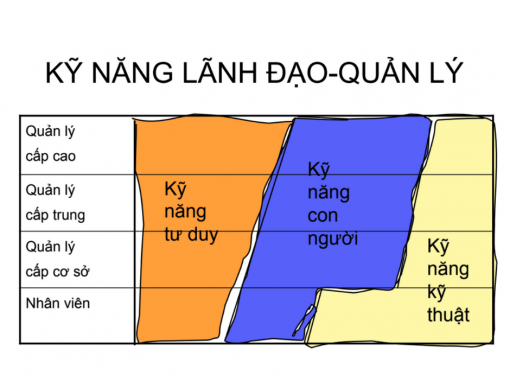 KỸ NĂNG LÃNH ĐẠO-QUẢN LÝ
Quản lý
cấp cao
Quản lý
cấp trung
Quản lý
cấp cơ sở
Nhân viên
Kỹ
năng
tư duy
Kỹ
năng
con
người
Kỹ
năng
kỹ
thuật